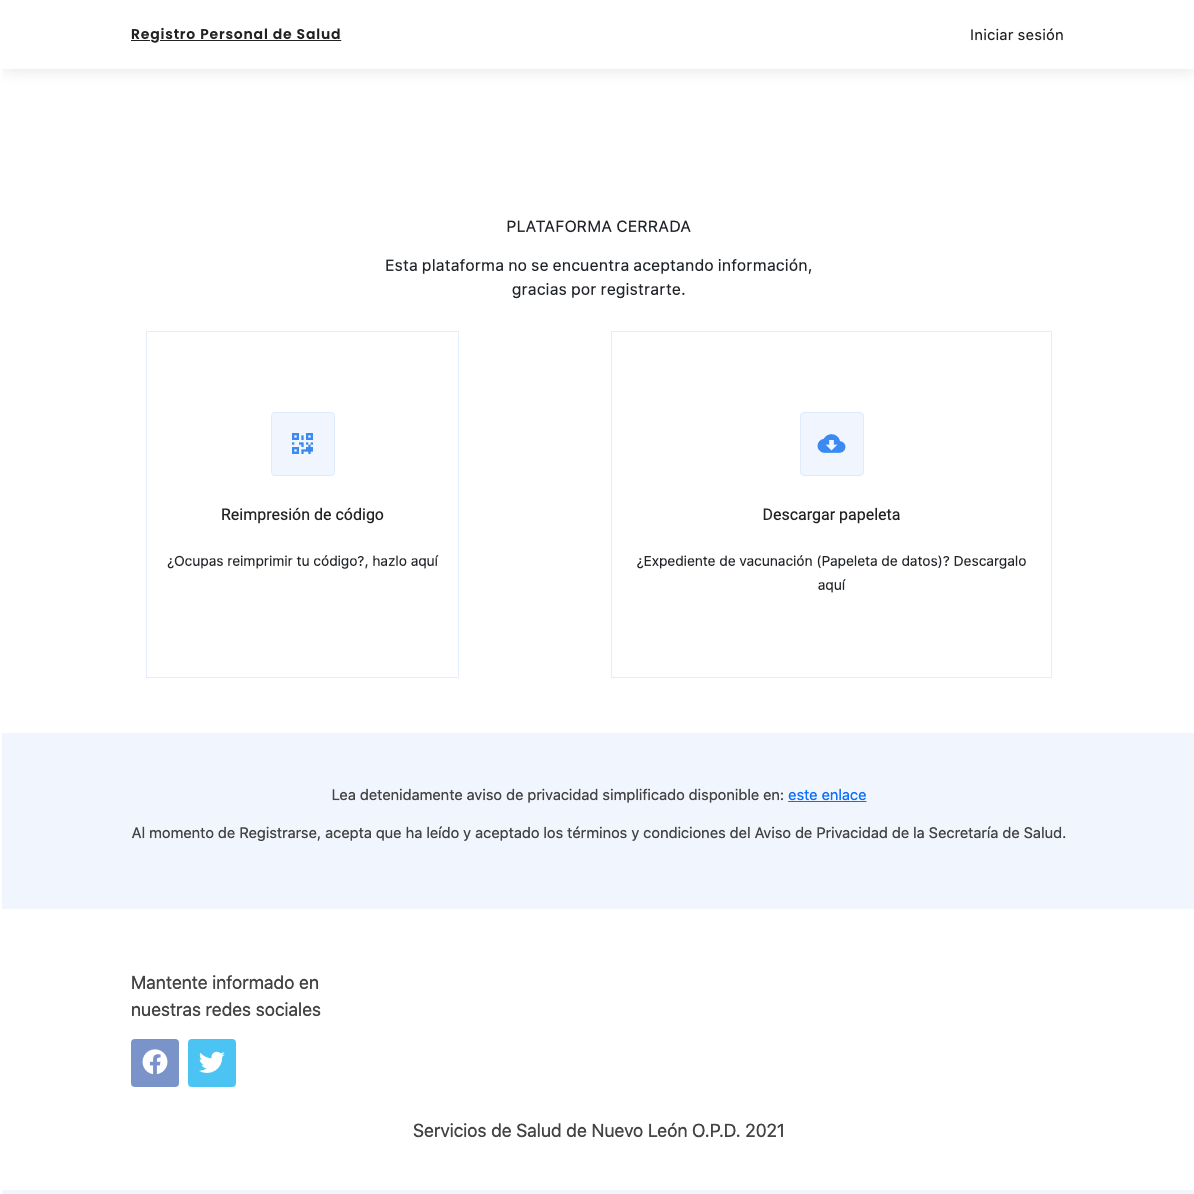 Registro Personal de Salud
Iniciar sesión
PLATAFORMA CERRADA
Esta plataforma no se encuentra aceptando información,
gracias por registrarte.
Reimpresión de código
¿Ocupas reimprimir tu código?, hazlo aquí
Descargar papeleta
¿Expediente de vacunación (Papeleta de datos)? Descargalo
aquí
Lea detenidamente aviso de privacidad simplificado disponible en: este enlace
Al momento de Registrarse, acepta que ha leído y aceptado los términos y condiciones del Aviso de Privacidad de la Secretaría de Salud.
Mantente informado en
nuestras redes sociales
Servicios de Salud de Nuevo León O.P.D. 2021